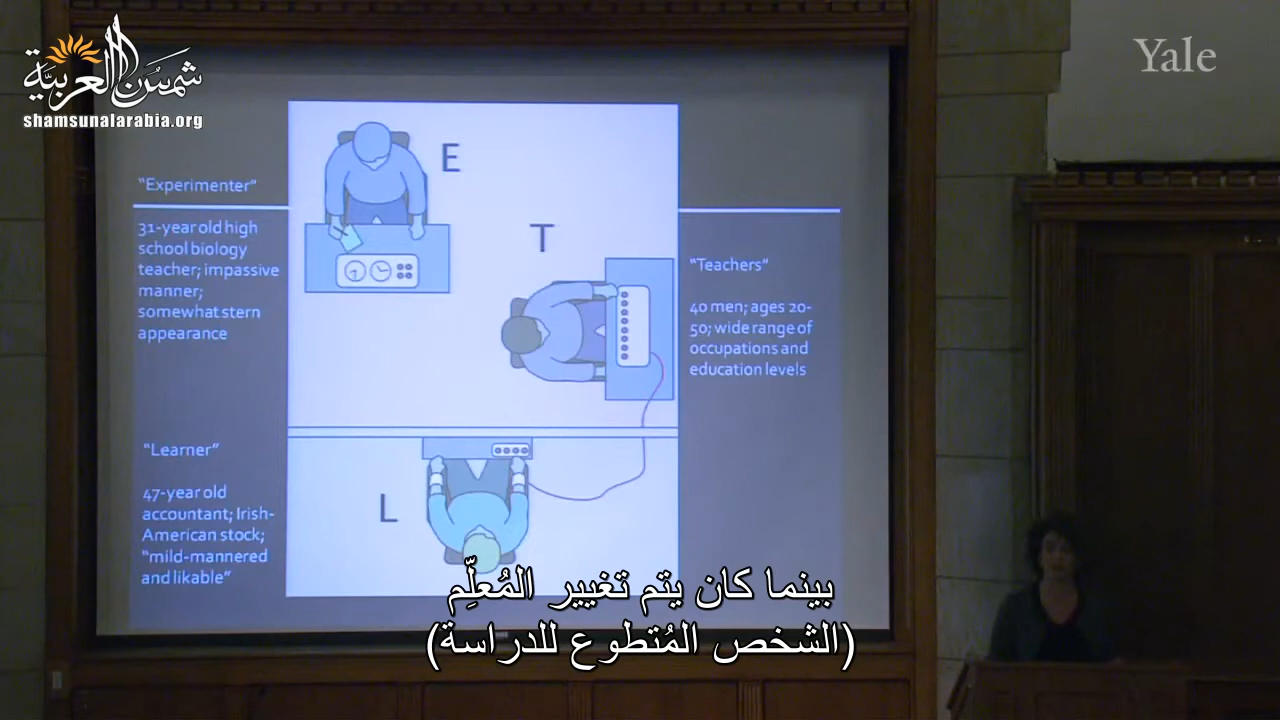 شمسُ العربيَّة
shamsunalarabia.org
Yale
E
"Experimenter"
31-year old high
school biology
teacher; impassive
manner;
somewhat stern
appearance
T
"Teachers"
40 men; ages 20-
50; wide range of
occupations and
education levels
"Learner"
47-year old
accountant; Irish-
American stock;
"mild-mannered
and likable"
L
بينما كان يتم تغيير المُعلِّم
(الشخص المُتطوع للدراسة)